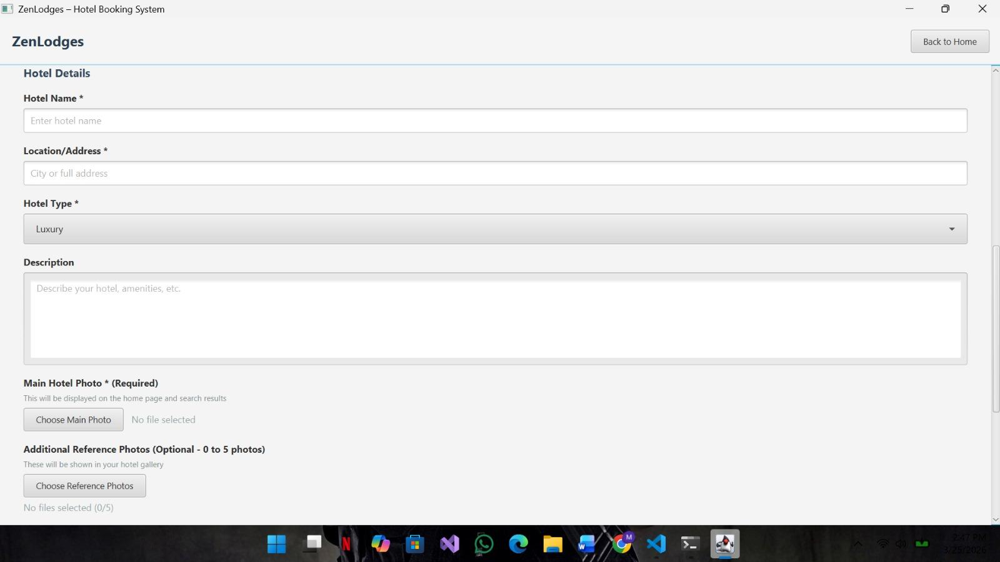 ZenLodges – Hotel Booking System
ZenLodges
Back to Home
Hotel Details
Hotel Name *
Enter hotel name
Location/Address *
City or full address
Hotel Type *
Luxury
Description
Describe your hotel, amenities, etc.
Main Hotel Photo * (Required)
This will be displayed on the home page and search results
Choose Main Photo No file selected
Additional Reference Photos (Optional - 0 to 5 photos)
These will be shown in your hotel gallery
Choose Reference Photos
No files selected (0/5)
N
W
M
2:47 PM
3/25/2026